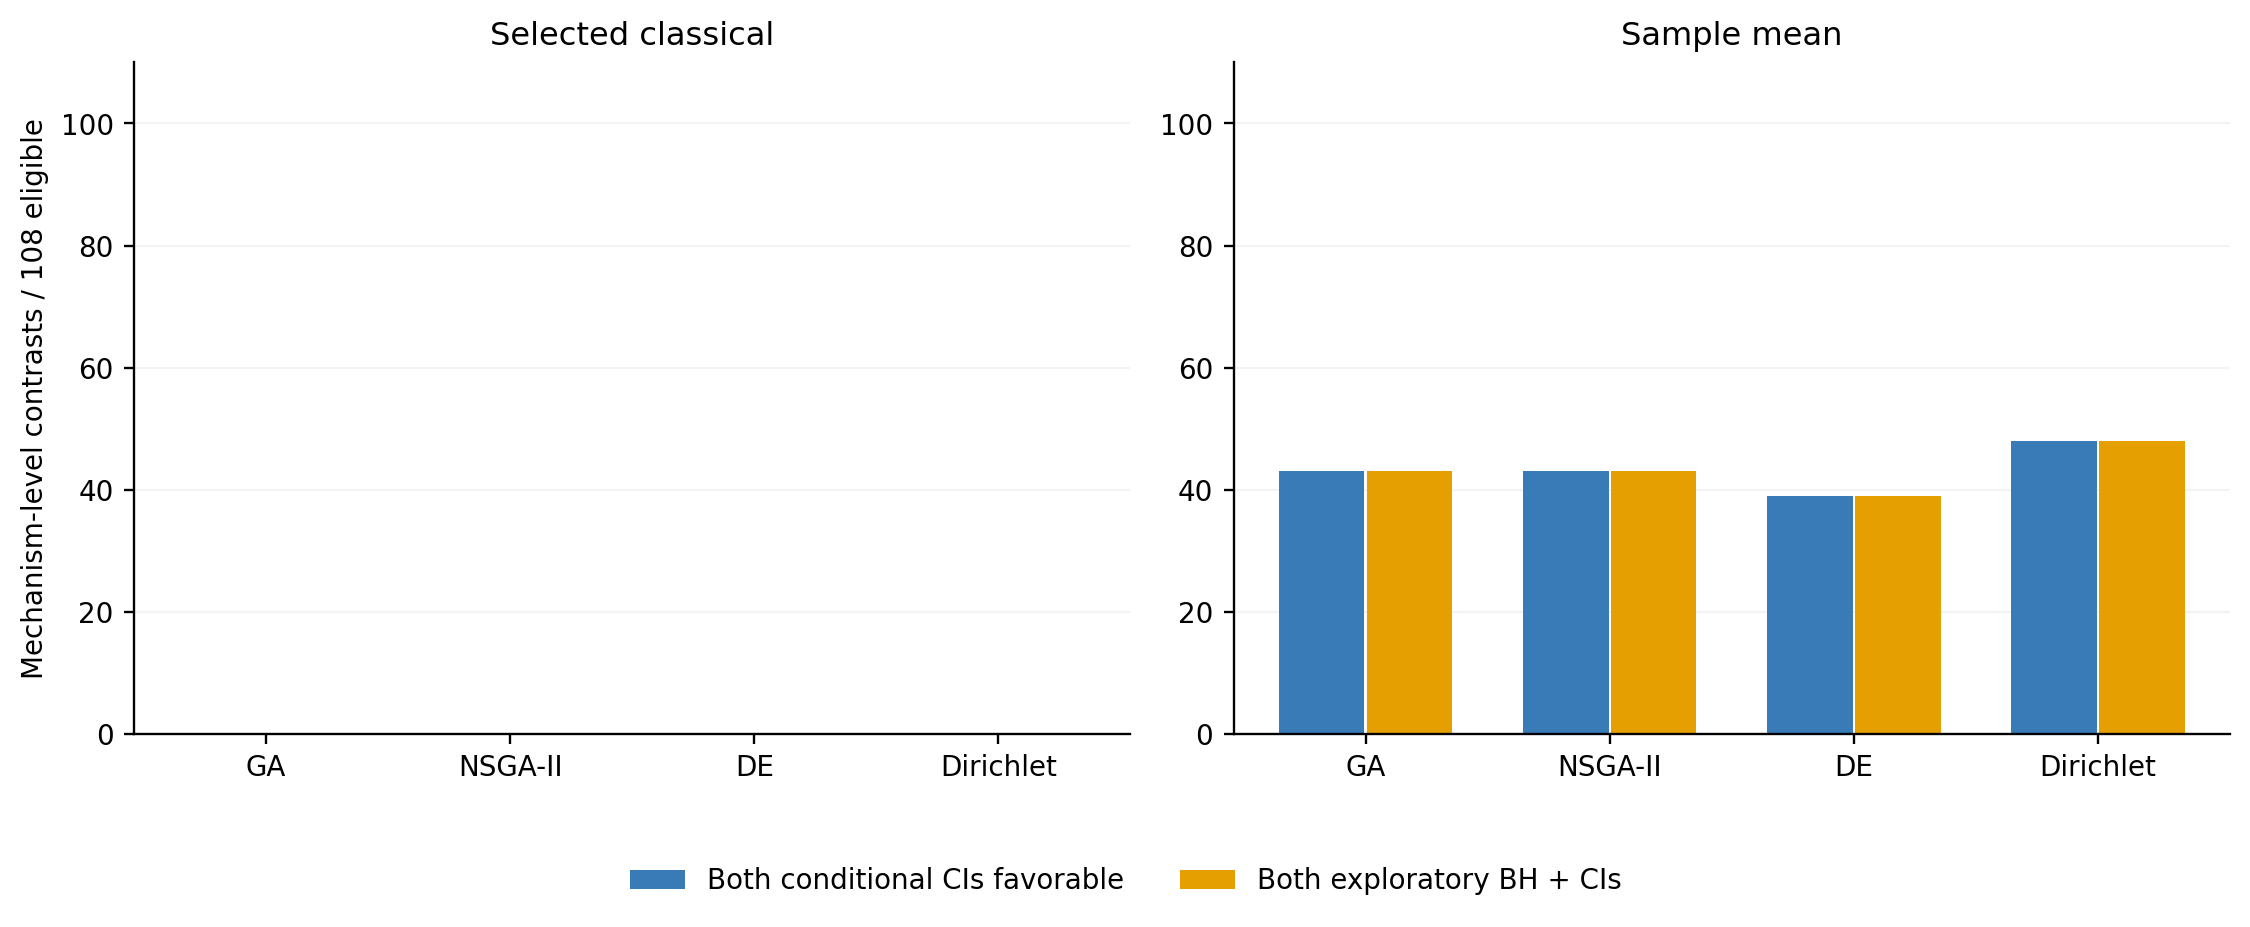 Selected classical
Sample mean
Mechanism-level contrasts / 108 eligible
100
80
60
40
20
0
GA NSGA-II DE Dirichlet
100
80
60
40
20
0
GA NSGA-II DE Dirichlet
Both conditional CIs favorable
Both exploratory BH + CIs